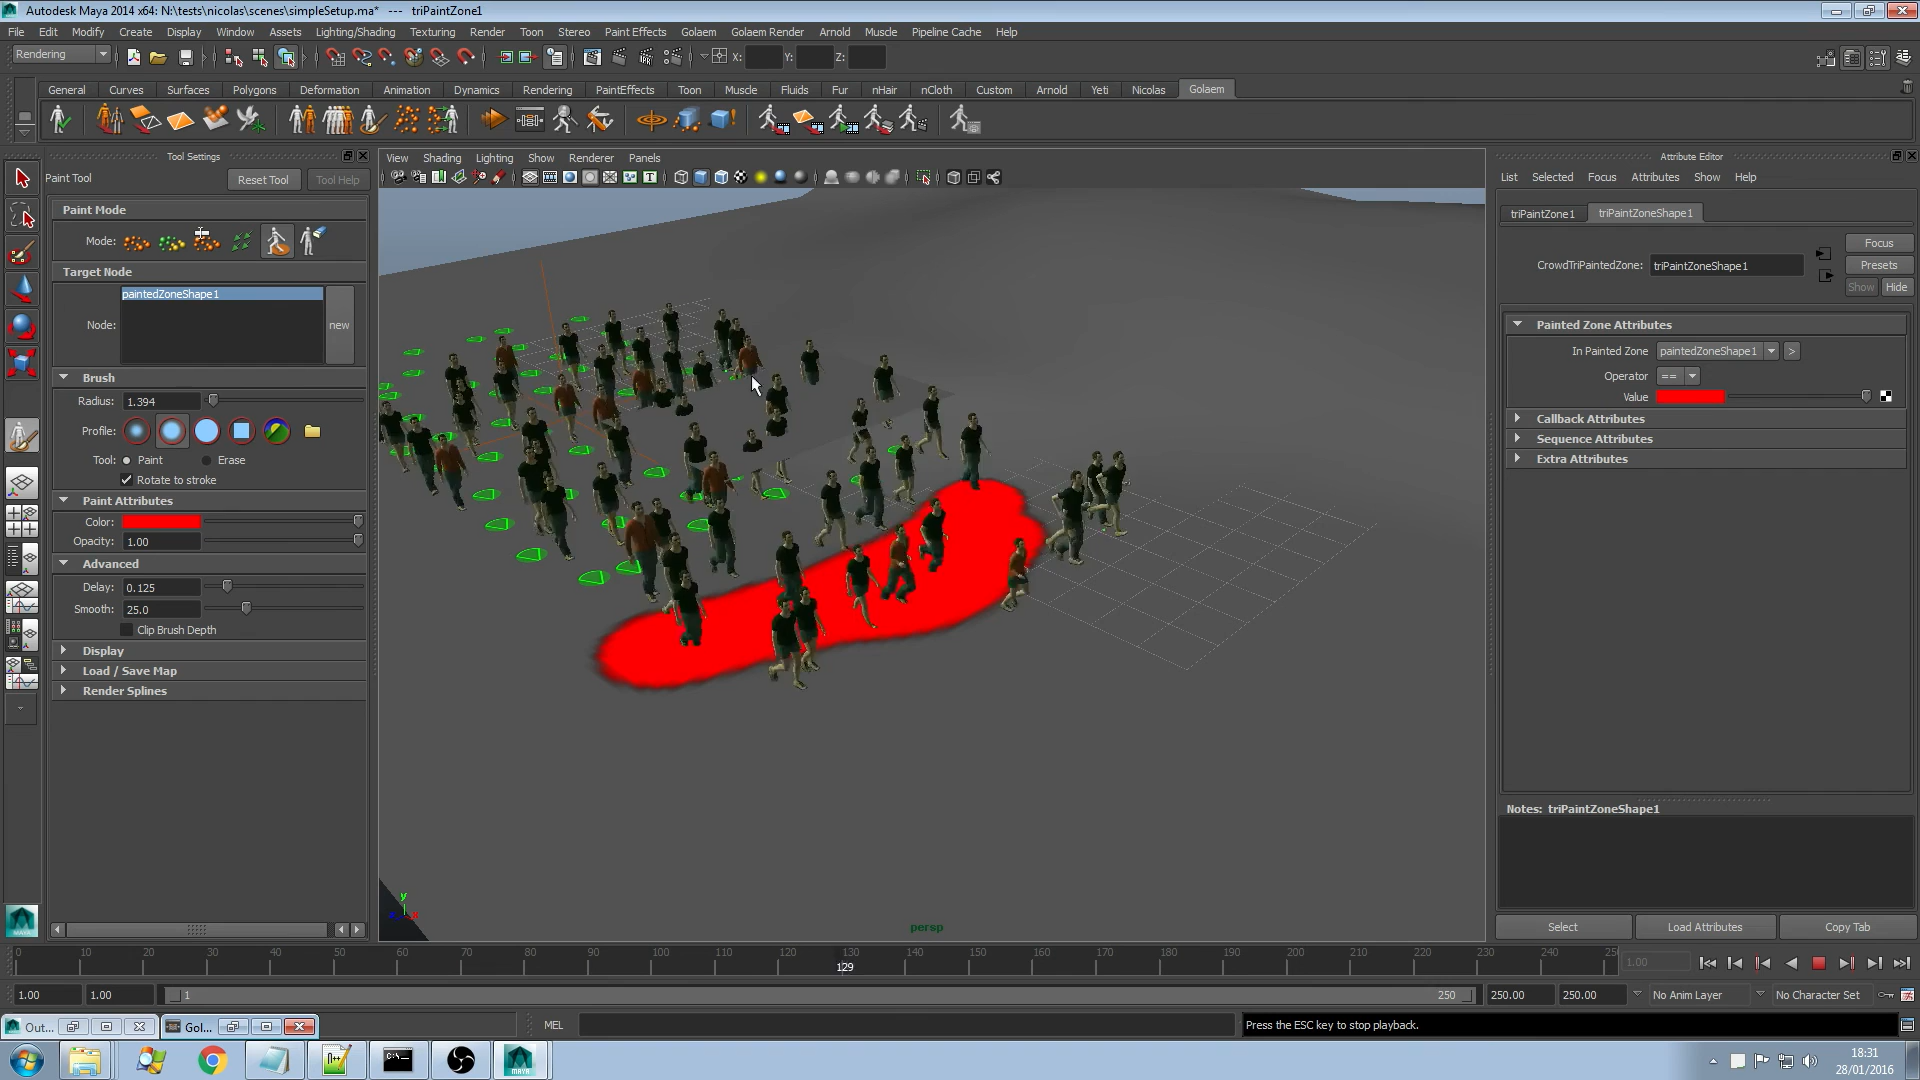 Autodesk Maya 2014 x64: N:\tests\nicolas\scenes\simpleSetup.ma* --- triPaintZone1
File Edit Modify Create Display Window Assets Lighting/Shading Texturing Render Toon Stereo Paint Effects Golaem Golaem Render Arnold Muscle Pipeline Cache Help
Rendering X: Y: Z:
General Curves Surfaces Polygons Deformation Animation Dynamics Rendering PaintEffects Toon Muscle Fluids Fur nHair nCloth Custom Arnold Yeti Nicolas Golaem
Tool Settings
Paint Tool Reset Tool Tool Help
Paint Mode
Mode:
Target Node
paintedZoneShape1
Node: new
Brush
Radius: 1.394
Profile:
Tool: Paint Erase
Rotate to stroke
Paint Attributes
Color:
Opacity: 1.00
Advanced
Delay: 0.125
Smooth: 25.0
Clip Brush Depth
Display
Load / Save Map
Render Splines
View Shading Lighting Show Renderer Panels
y
persp
Attribute Editor
List Selected Focus Attributes Show Help
triPaintZone1 triPaintZoneShape1
Focus
CrowdTriPaintedZone: triPaintZoneShape1 Presets
Show Hide
Painted Zone Attributes
In Painted Zone paintedZoneShape1 >
Operator ==
Value
Callback Attributes
Sequence Attributes
Extra Attributes
Notes: triPaintZoneShape1
Select Load Attributes Copy Tab
0 10 20 30 40 50 60 70 80 90 100 110 120 130 140 150 160 170 180 190 200 210 220 230 240 25
129
1.00
1.00 1.00 1 250 250.00 250.00 No Anim Layer No Character Set
Out... Gol... MEL Press the ESC key to stop playback.
MAYA
18:31
28/01/2016